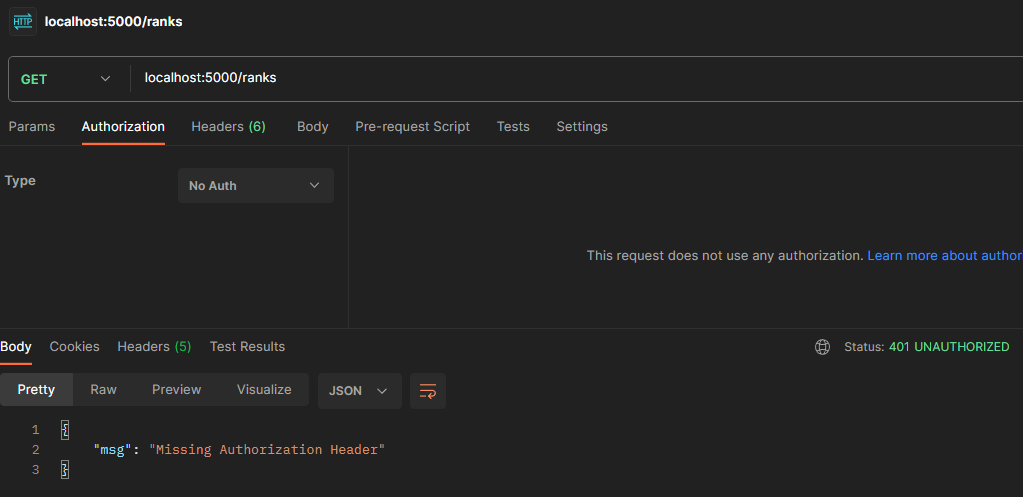 HTTP localhost:5000/ranks
GET localhost:5000/ranks
Params Authorization Headers (6) Body Pre-request Script Tests Settings
Type No Auth
This request does not use any authorization. Learn more about author
Body Cookies Headers (5) Test Results Status: 401 UNAUTHORIZED
Pretty Raw Preview Visualize JSON
1 {
2 "msg": "Missing Authorization Header"
3 }